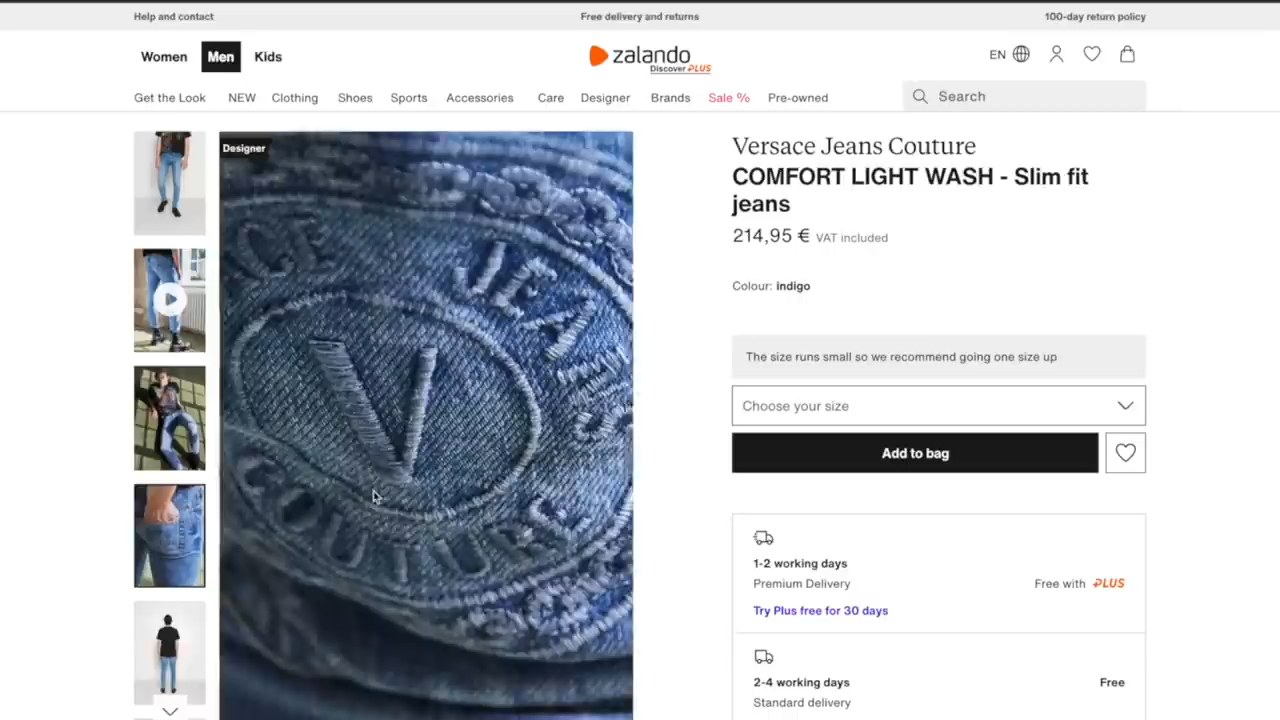 Help and contact
Free delivery and returns
100-day return policy
Women Men Kids
zalando
Discover PLUS
EN
Get the Look NEW Clothing Shoes Sports Accessories Care Designer Brands Sale % Pre-owned
Search
Designer
JEANS
V
COUTURE
Versace Jeans Couture
COMFORT LIGHT WASH - Slim fit
jeans
214,95 € VAT included
Colour: indigo
The size runs small so we recommend going one size up
Choose your size
Add to bag
1-2 working days
Premium Delivery
Free with PLUS
Try Plus free for 30 days
2-4 working days
Free
Standard delivery